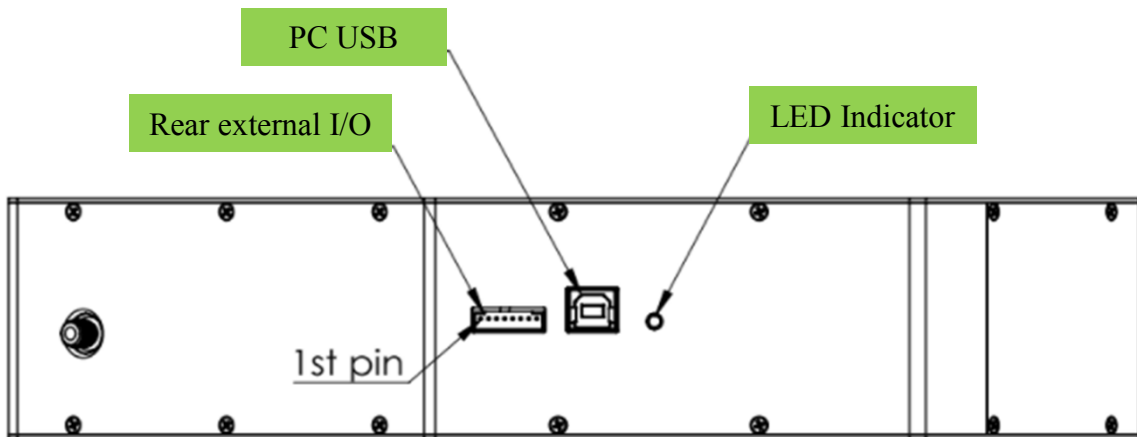 PC USB
Rear external I/O
LED Indicator
1st pin